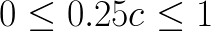 0 ≤ 0.25c ≤ 1